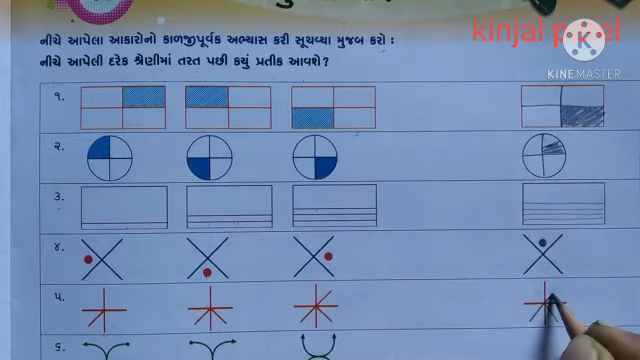 kinjal patel
KINEMASTER
નીચે આપેલા આકારોનો કાળજીપૂર્વક અભ્યાસ કરી સૂચવ્યા મુજબ કરો :
નીચે આપેલી દરેક શ્રેણીમાં તરત પછી કયું પ્રતીક આવશે ?
૧.
૨.
૩.
૪.
૫.
૬.